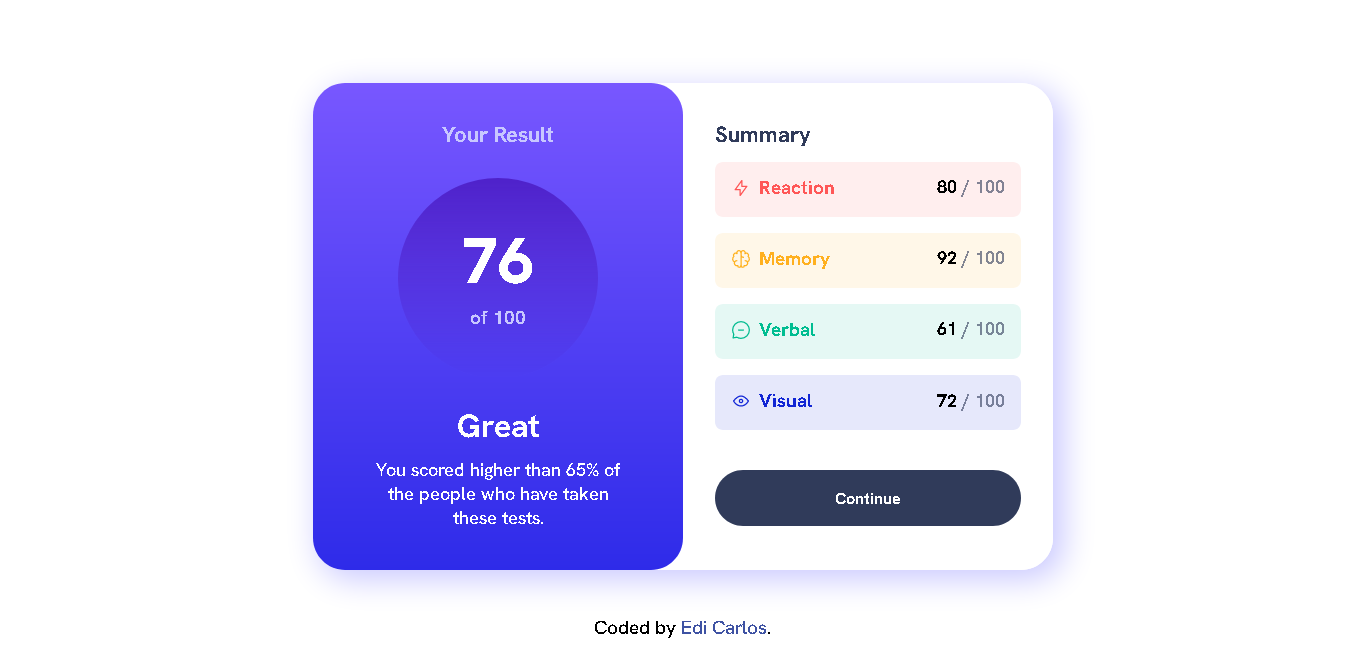 Your Result
76
of 100
Great
You scored higher than 65% of
the people who have taken
these tests.
Summary
Reaction 80 / 100
Memory 92 / 100
Verbal 61 / 100
Visual 72 / 100
Continue
Coded by Edi Carlos.